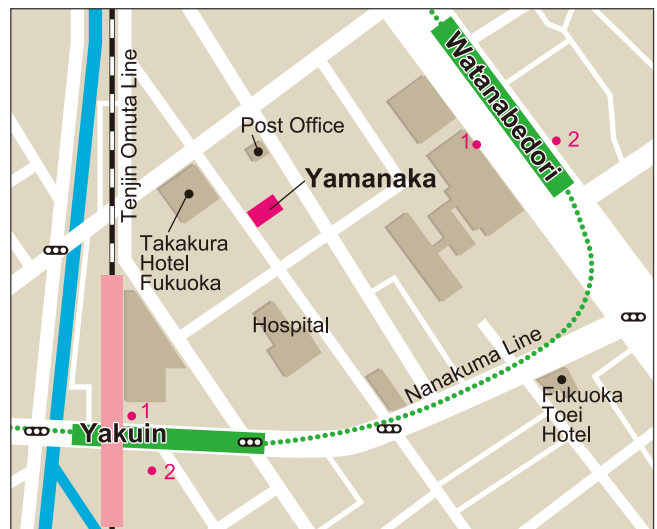 Watanabedori
Tenjin Omuta Line
Post Office
1
2
Yamanaka
Takakura
Hotel
Fukuoka
Hospital
Nanakuma Line
Fukuoka
Toei
Hotel
1
Yakuin
2